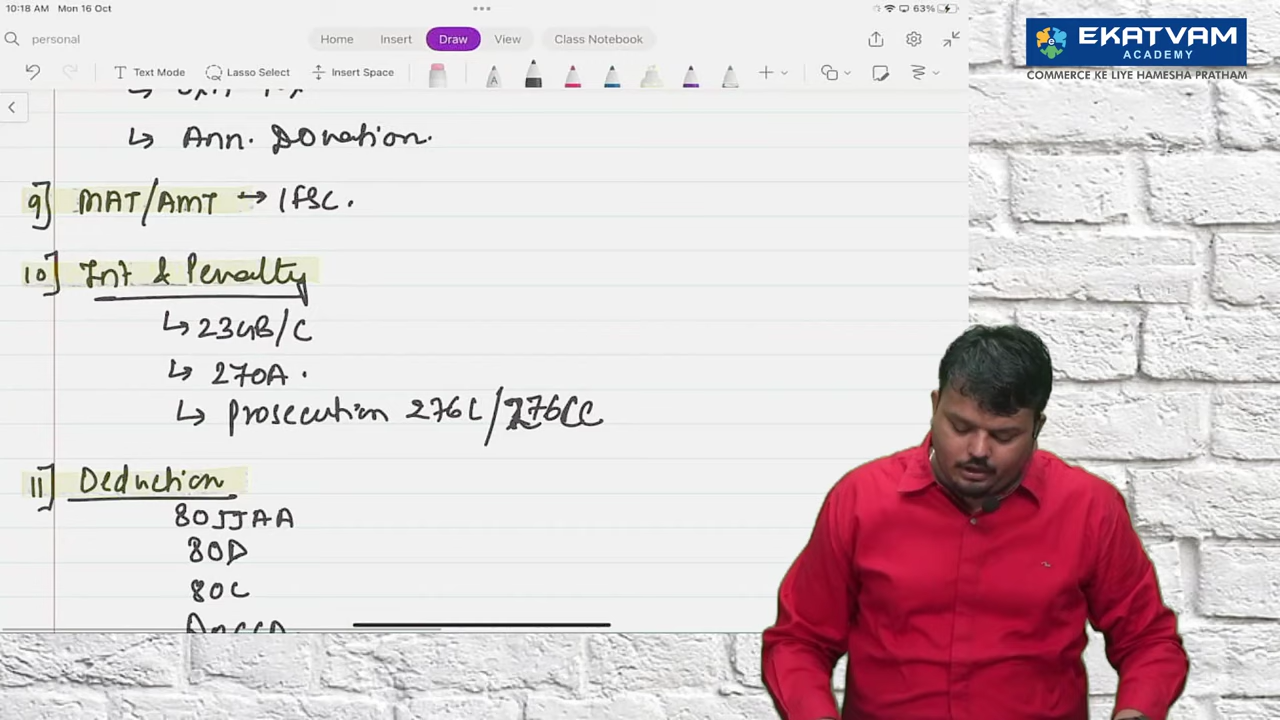 10:18 AM Mon 16 Oct
63%
personal
Home Insert Draw View Class Notebook
Text Mode Lasso Select Insert Space
A
EKATVAM
ACADEMY
COMMERCE KE LIYE HAMESHA PRATHAM
↳ Ann. Donation.
9] MAT/AMT → IFSC.
10] Int & Penalty
↳ 234B/C
↳ 270A.
↳ Prosecution 276C/276CC
11] Deduction
80JJAA
80D
80C